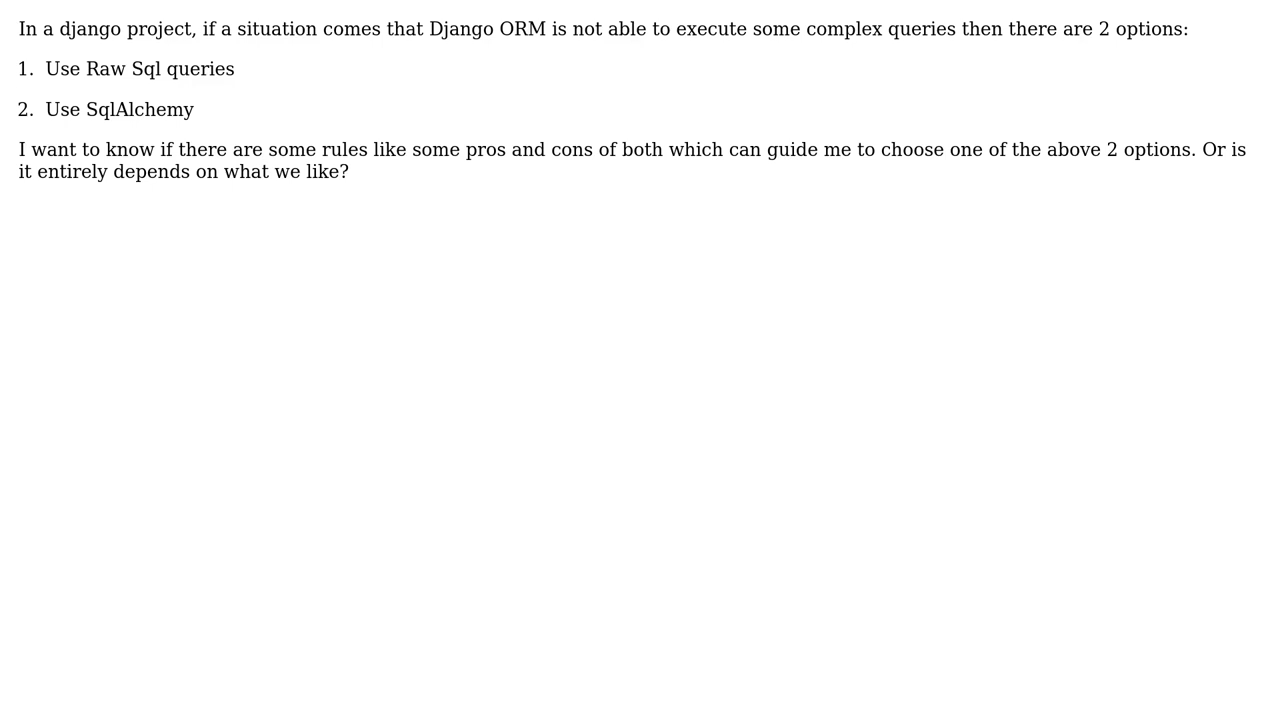 In a django project, if a situation comes that Django ORM is not able to execute some complex queries then there are 2 options:
1. Use Raw Sql queries
2. Use SqlAlchemy
I want to know if there are some rules like some pros and cons of both which can guide me to choose one of the above 2 options. Or is
it entirely depends on what we like?